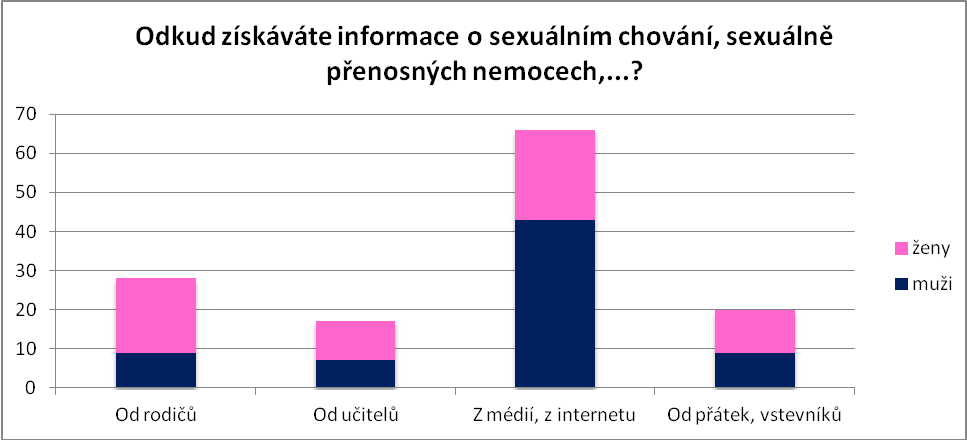 Odkud získáváte informace o sexuálním chování, sexuálně
přenosných nemocech,...?
70
60
50
40
30
20
10
0
Od rodičů
Od učitelů
Z médií, z internetu
Od přátek, vstevníků
ženy
muži